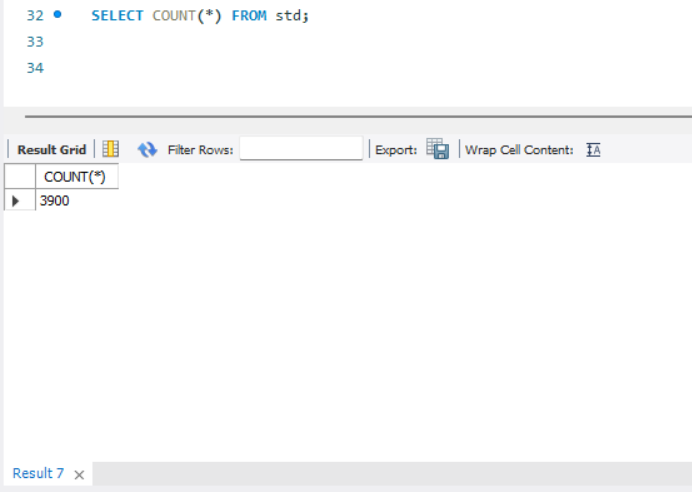 32 SELECT COUNT(*) FROM std;
33
34
Result Grid Filter Rows: Export: Wrap Cell Content: IA
COUNT(*)
3900
Result 7 ×